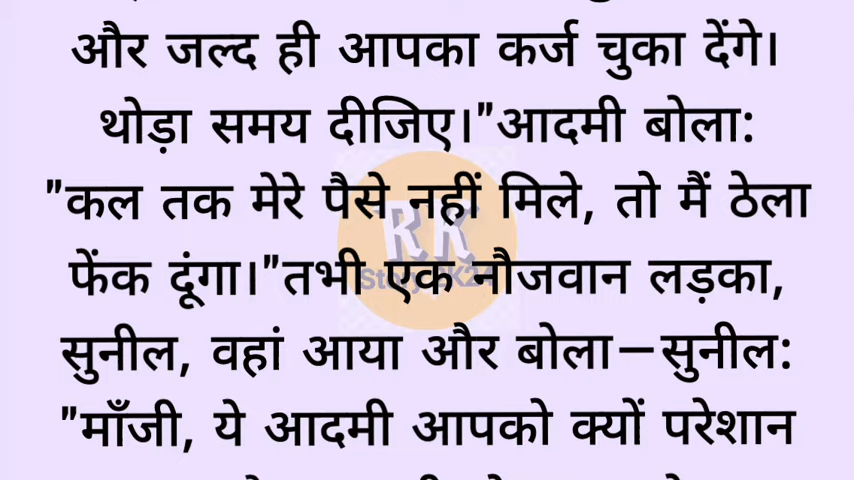 और जल्द ही आपका कर्ज चुका देंगे।
थोड़ा समय दीजिए।"आदमी बोला:
"कल तक मेरे पैसे नहीं मिले, तो मैं ठेला
फेंक दूंगा।"तभी एक नौजवान लड़का,
सुनील, वहां आया और बोला—सुनील:
"माँजी, ये आदमी आपको क्यों परेशान
RK